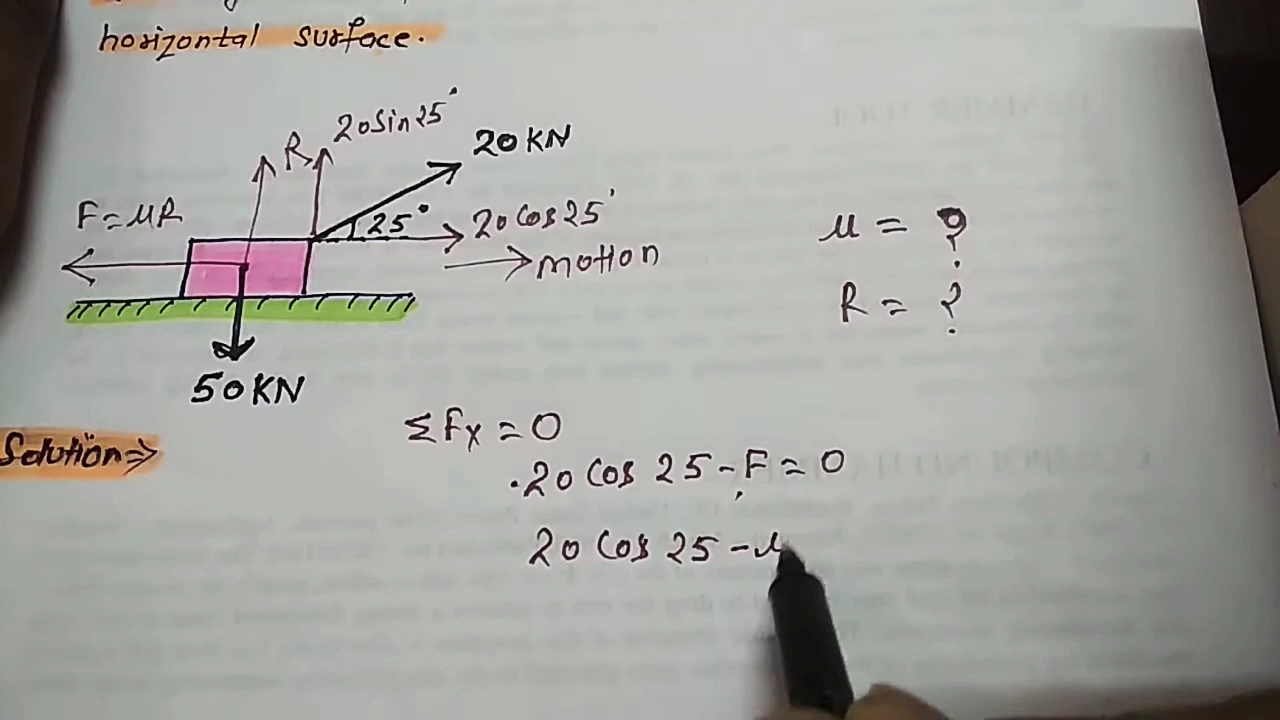 horizontal surface.
20Sin25°
R
20KN
F=μR
25°
20Cos25°
μ = ?
motion
R = ?
50KN
ΣFx = 0
Solution⇒
20 Cos 25 - F = 0
20 Cos 25 - μ